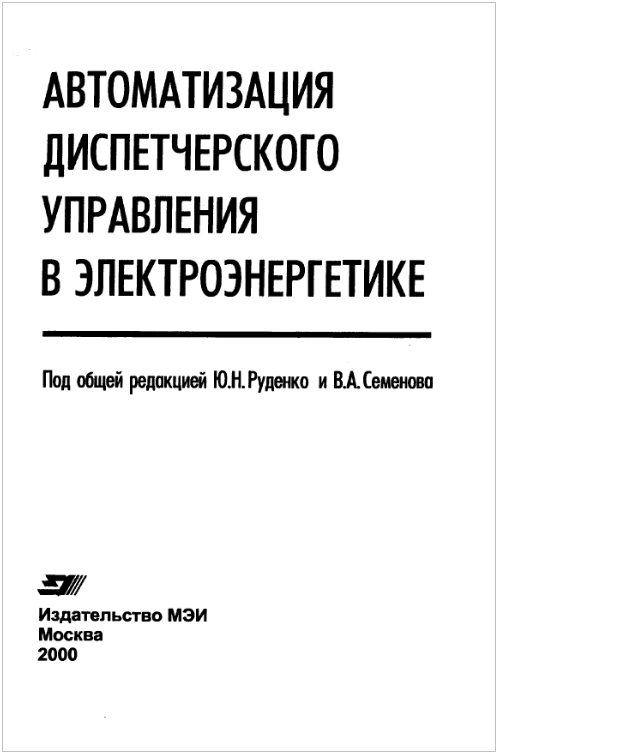 АВТОМАТИЗАЦИЯ
ДИСПЕТЧЕРСКОГО
УПРАВЛЕНИЯ
В ЭЛЕКТРОЭНЕРГЕТИКЕ
Под общей редакцией Ю.Н.Руденко и В.А.Семенова
Издательство МЭИ
Москва
2000